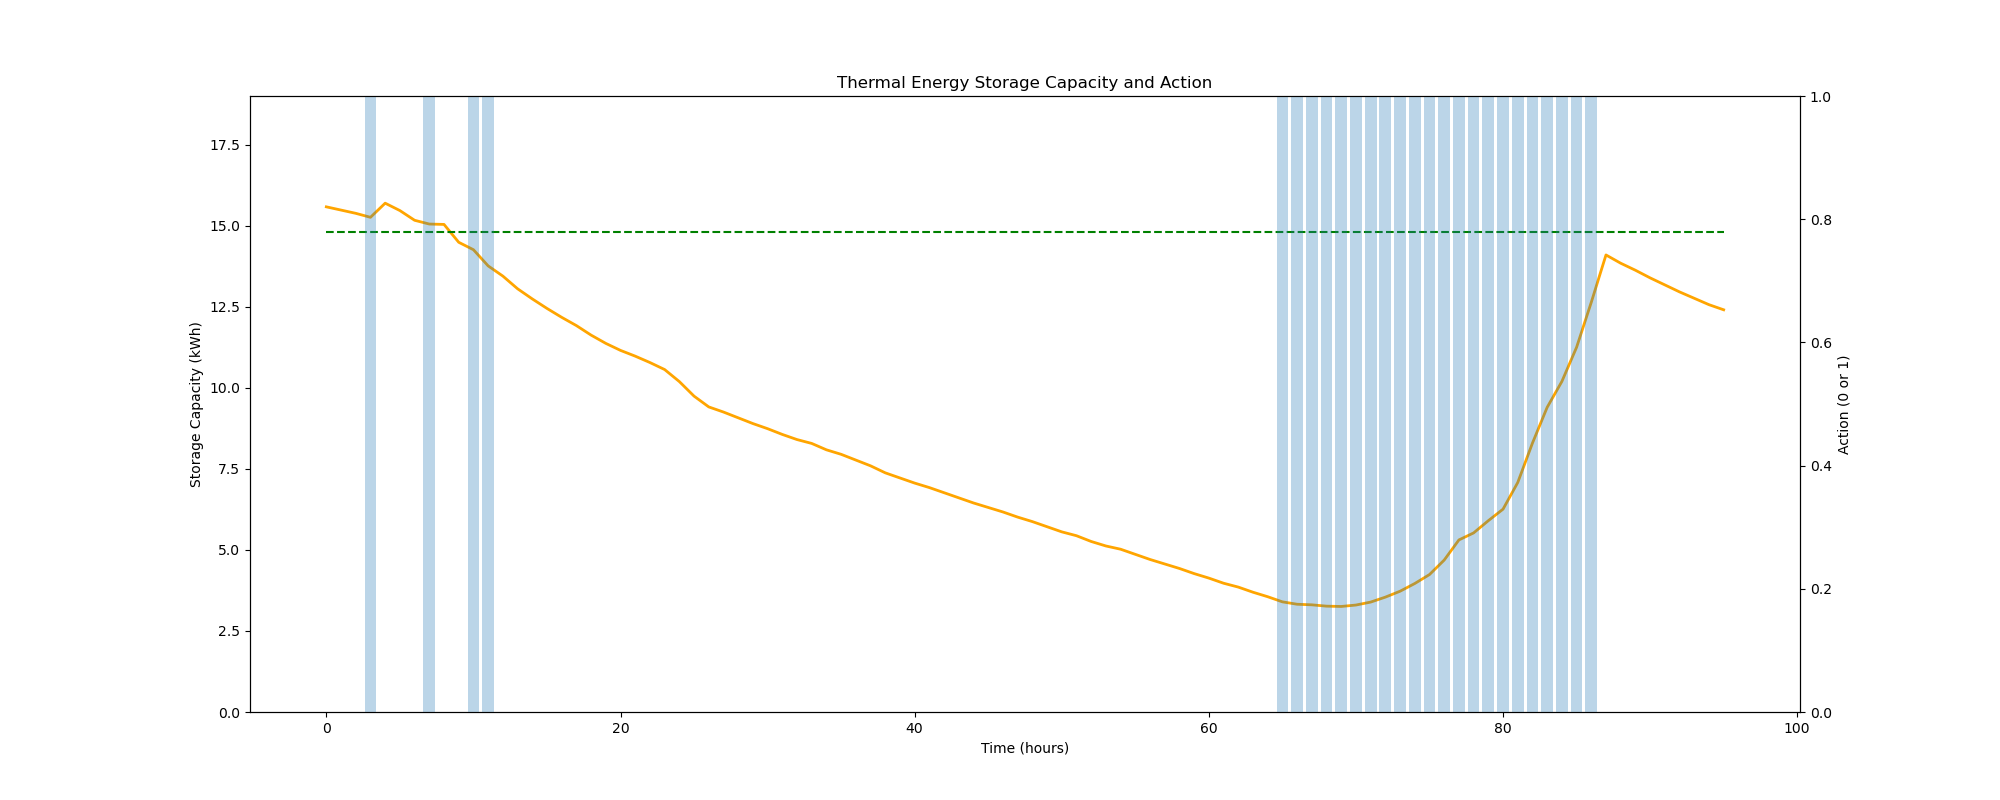 Thermal Energy Storage Capacity and Action
17.5
15.0
12.5
10.0
7.5
5.0
2.5
0.0
Storage Capacity (kWh)
1.0
0.8
0.6
0.4
0.2
0.0
Action (0 or 1)
0 20 40 60 80 100
Time (hours)